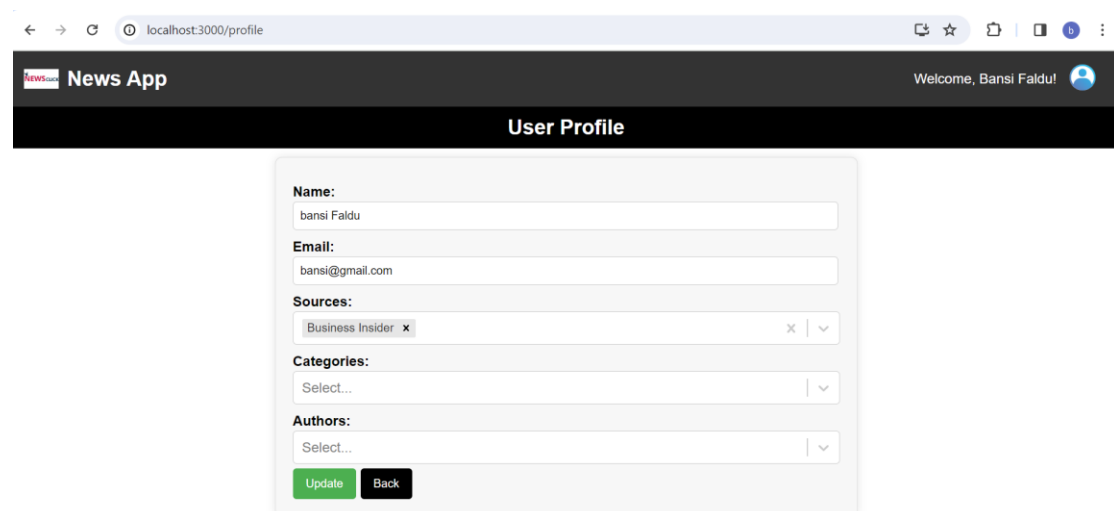 localhost:3000/profile
b
NEWSCLICK News App
Welcome, Bansi Faldu!
User Profile
Name:
bansi Faldu
Email:
bansi@gmail.com
Sources:
Business Insider
Categories:
Select...
Authors:
Select...
Update Back